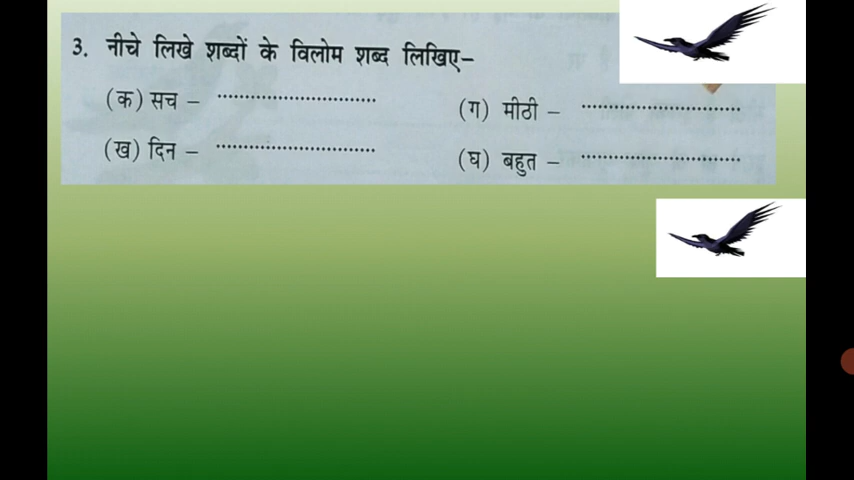 3. नीचे लिखे शब्दों के विलोम शब्द लिखिए–
(क) सच – ............................
(ग) मीठी – ............................
(ख) दिन – ............................
(घ) बहुत – ............................